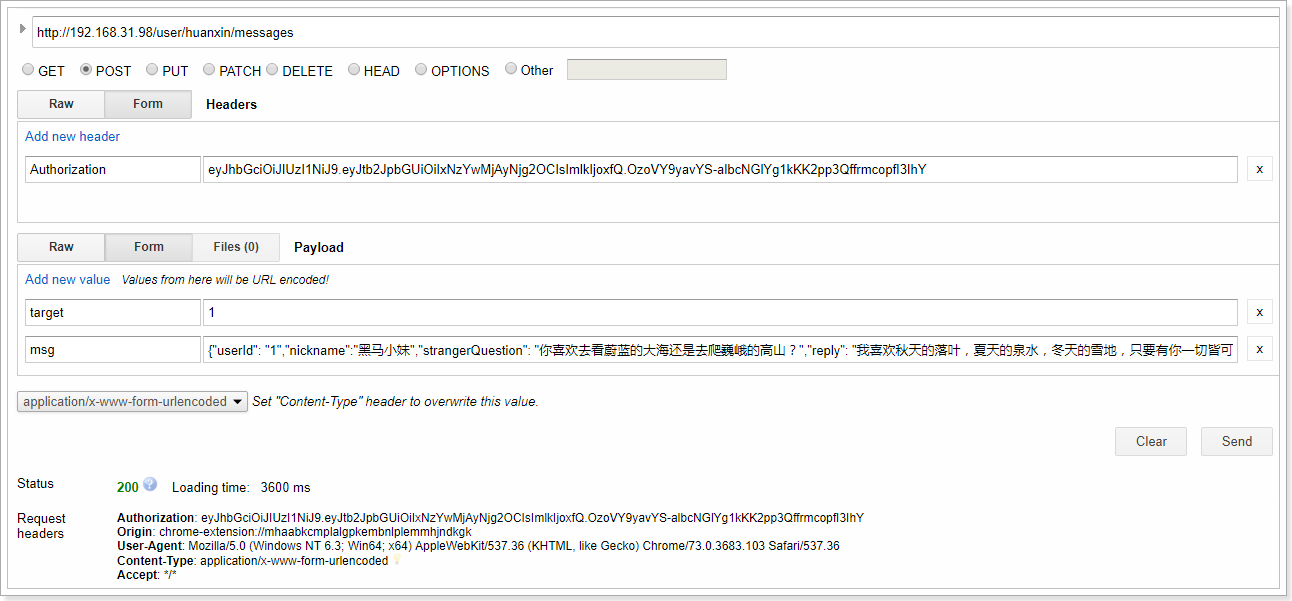 http://192.168.31.98/user/huanxin/messages
GET POST PUT PATCH DELETE HEAD OPTIONS Other
Raw Form Headers
Add new header
Authorization eyJhbGciOiJIUzI1NiJ9.eyJtb2JpbGUiOiIxNzYwMjAyNjg2OCIsImlkIjoxfQ.OzoVY9yavYS-albcNGlYg1kKK2pp3Qffrmcopfl3IhY x
Raw Form Files (0) Payload
Add new value Values from here will be URL encoded!
target 1 x
msg {"userId": "1","nickname":"黑马小妹","strangerQuestion": "你喜欢去看蔚蓝的大海还是去爬巍峨的高山？","reply": "我喜欢秋天的落叶，夏天的泉水，冬天的雪地，只要有你一切皆可 x
application/x-www-form-urlencoded Set "Content-Type" header to overwrite this value.
Clear Send
Status 200 Loading time: 3600 ms
Request headers
Authorization: eyJhbGciOiJIUzI1NiJ9.eyJtb2JpbGUiOiIxNzYwMjAyNjg2OCIsImlkIjoxfQ.OzoVY9yavYS-albcNGlYg1kKK2pp3Qffrmcopfl3IhY
Origin: chrome-extension://mhaabkcmplalgpkembnlplemmhjndkgk
User-Agent: Mozilla/5.0 (Windows NT 6.3; Win64; x64) AppleWebKit/537.36 (KHTML, like Gecko) Chrome/73.0.3683.103 Safari/537.36
Content-Type: application/x-www-form-urlencoded
Accept: */*